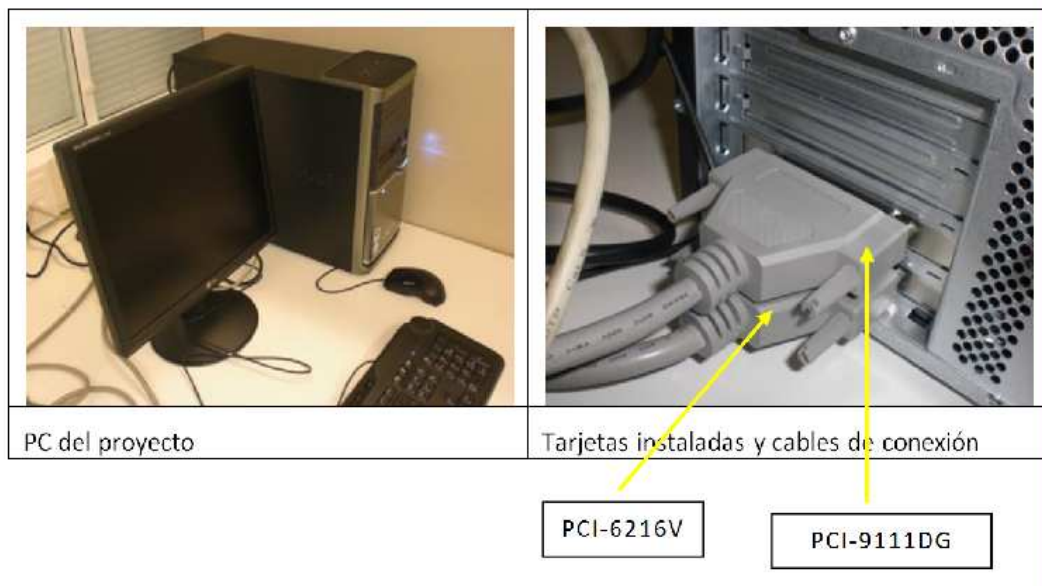 PC del proyecto
Tarjetas instaladas y cables de conexión
PCI-6216V
PCI-9111DG